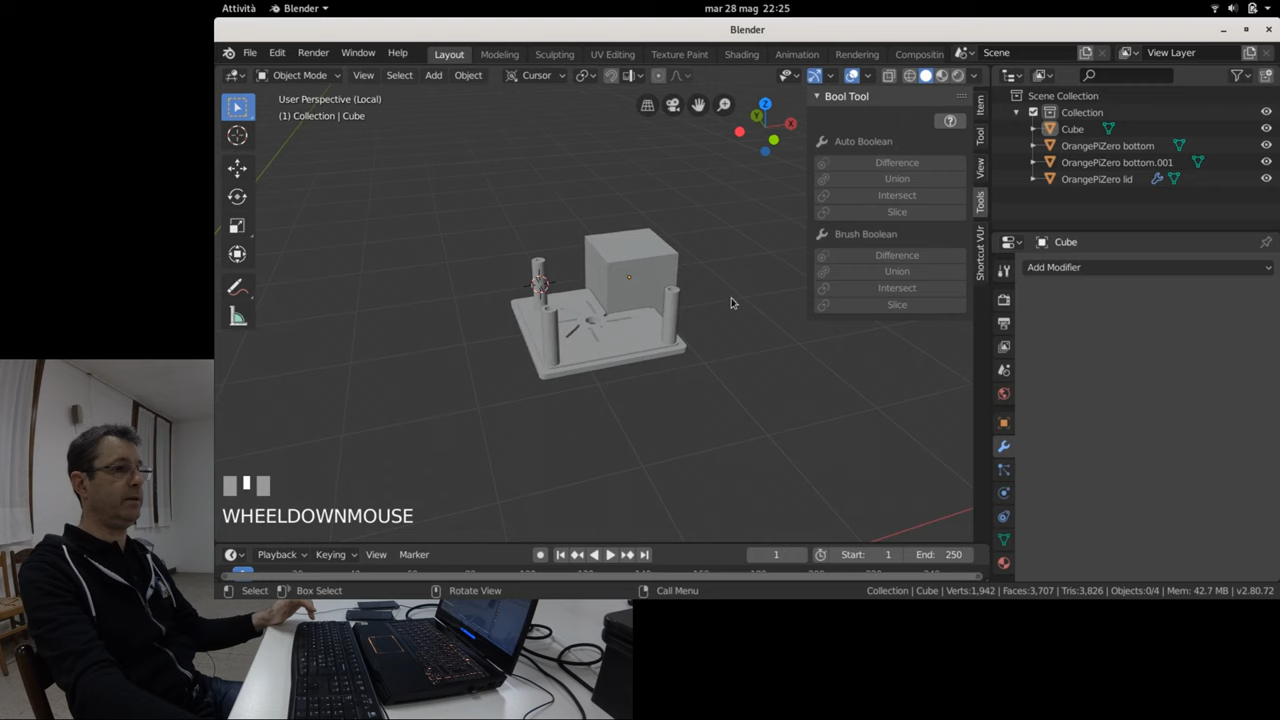 Attività Blender mar 28 mag 22:25
Blender
File Edit Render Window Help Layout Modeling Sculpting UV Editing Texture Paint Shading Animation Rendering Compositin Scene View Layer
Object Mode View Select Add Object Cursor
User Perspective (Local)
(1) Collection | Cube
Z
Y
X
Bool Tool
Auto Boolean
Difference
Union
Intersect
Slice
Brush Boolean
Difference
Union
Intersect
Slice
Item
Tool
View
Tools
Shortcut VUr
Scene Collection
Collection
Cube
OrangePiZero bottom
OrangePiZero bottom.001
OrangePiZero lid
Cube
Add Modifier
WHEELDOWNMOUSE
Playback Keying View Marker 1 Start: 1 End: 250
Select Box Select Rotate View Call Menu Collection | Cube | Verts:1,942 | Faces:3,707 | Tris:3,826 | Objects:0/4 | Mem: 42.7 MB | v2.80.72